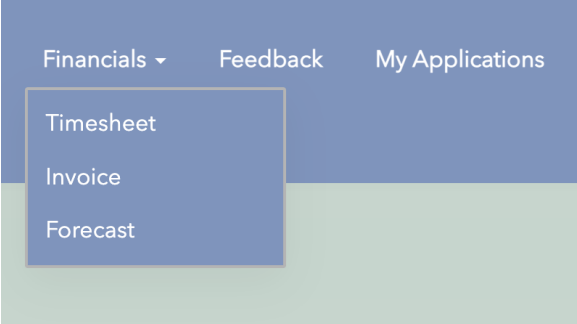 Financials Feedback My Applications
Timesheet
Invoice
Forecast